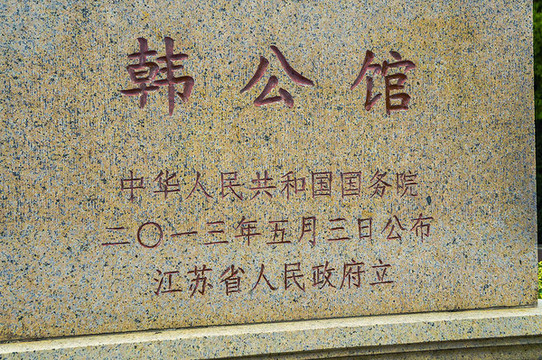 韩公馆
中华人民共和国国务院
二〇一三年五月三日公布
江苏省人民政府立